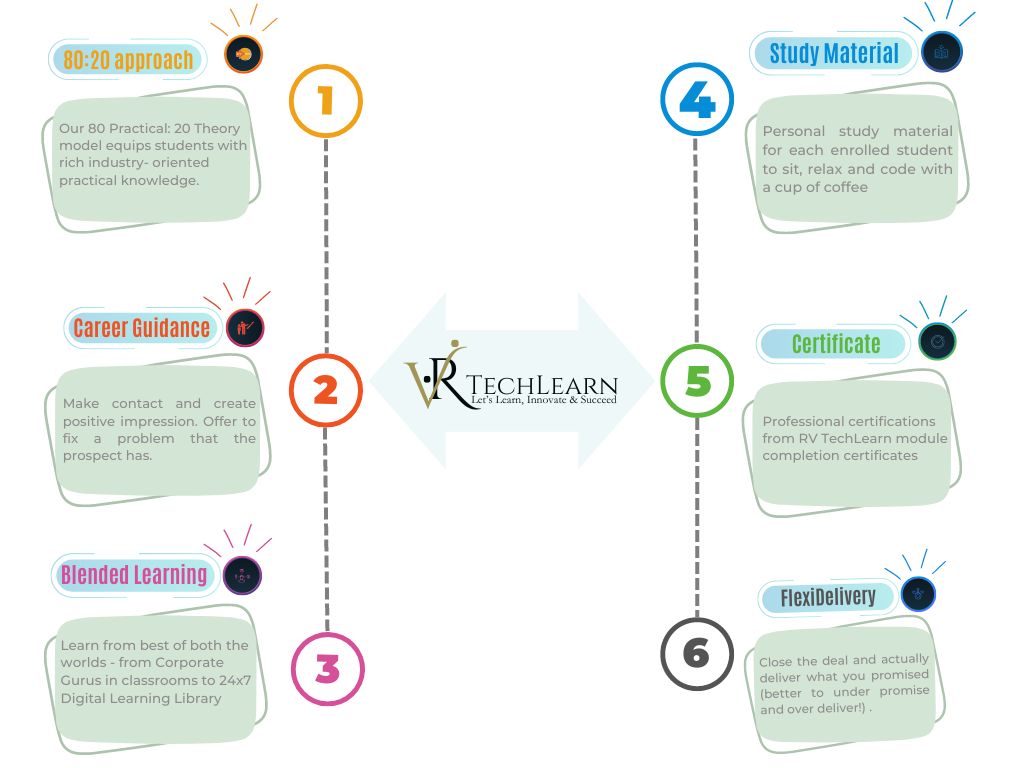 80:20 approach
1
Our 80 Practical: 20 Theory
model equips students with
rich industry- oriented
practical knowledge.
Career Guidance
2
Make contact and create
positive impression. Offer to
fix a problem that the
prospect has.
Blended Learning
3
Learn from best of both the
worlds - from Corporate
Gurus in classrooms to 24x7
Digital Learning Library
VR TECHLEARN
Let's Learn, Innovate & Succeed
Study Material
4
Personal study material
for each enrolled student
to sit, relax and code with
a cup of coffee
Certificate
5
Professional certifications
from RV TechLearn module
completion certificates
FlexiDelivery
6
Close the deal and actually
deliver what you promised
(better to under promise
and over deliver!) .